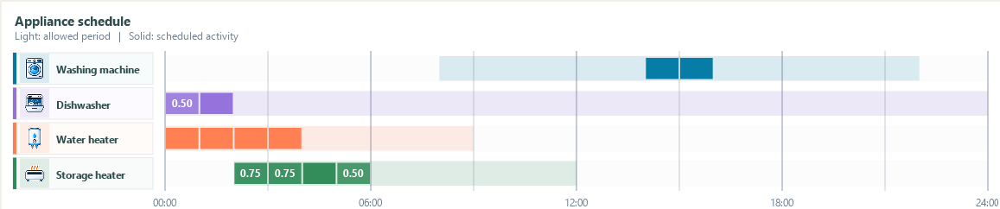 Appliance schedule
Light: allowed period | Solid: scheduled activity
Washing machine
Dishwasher
0.50
Water heater
Storage heater
0.75 0.75 0.50
00:00 06:00 12:00 18:00 24:00